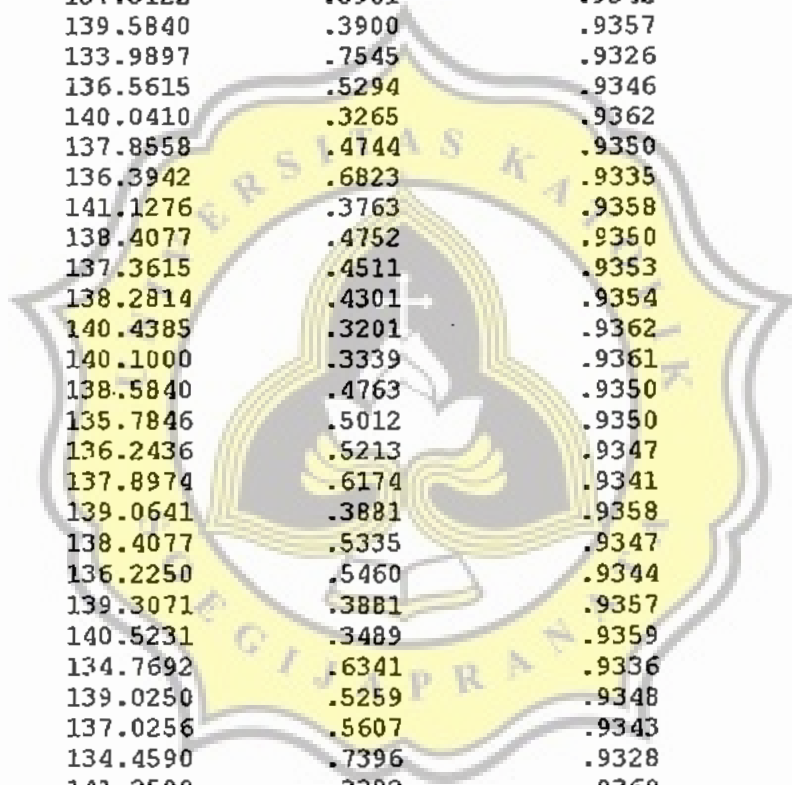 139.5840 .3900 .9357
133.9897 .7545 .9326
136.5615 .5294 .9346
140.0410 .3265 .9362
137.8558 .4744 .9350
136.3942 .6823 .9335
141.1276 .3763 .9358
138.4077 .4752 .9350
137.3615 .4511 .9353
138.2814 .4301 .9354
140.4385 .3201 .9362
140.1000 .3339 .9361
138.5840 .4763 .9350
135.7846 .5012 .9350
136.2436 .5213 .9347
137.8974 .6174 .9341
139.0641 .3881 .9358
138.4077 .5335 .9347
136.2250 .5460 .9344
139.3071 .3881 .9357
140.5231 .3489 .9359
134.7692 .6341 .9336
139.0250 .5259 .9348
137.0256 .5607 .9343
134.4590 .7396 .9328
UNIVERSITAS KATOLIK
SOEGIJAPRANATA